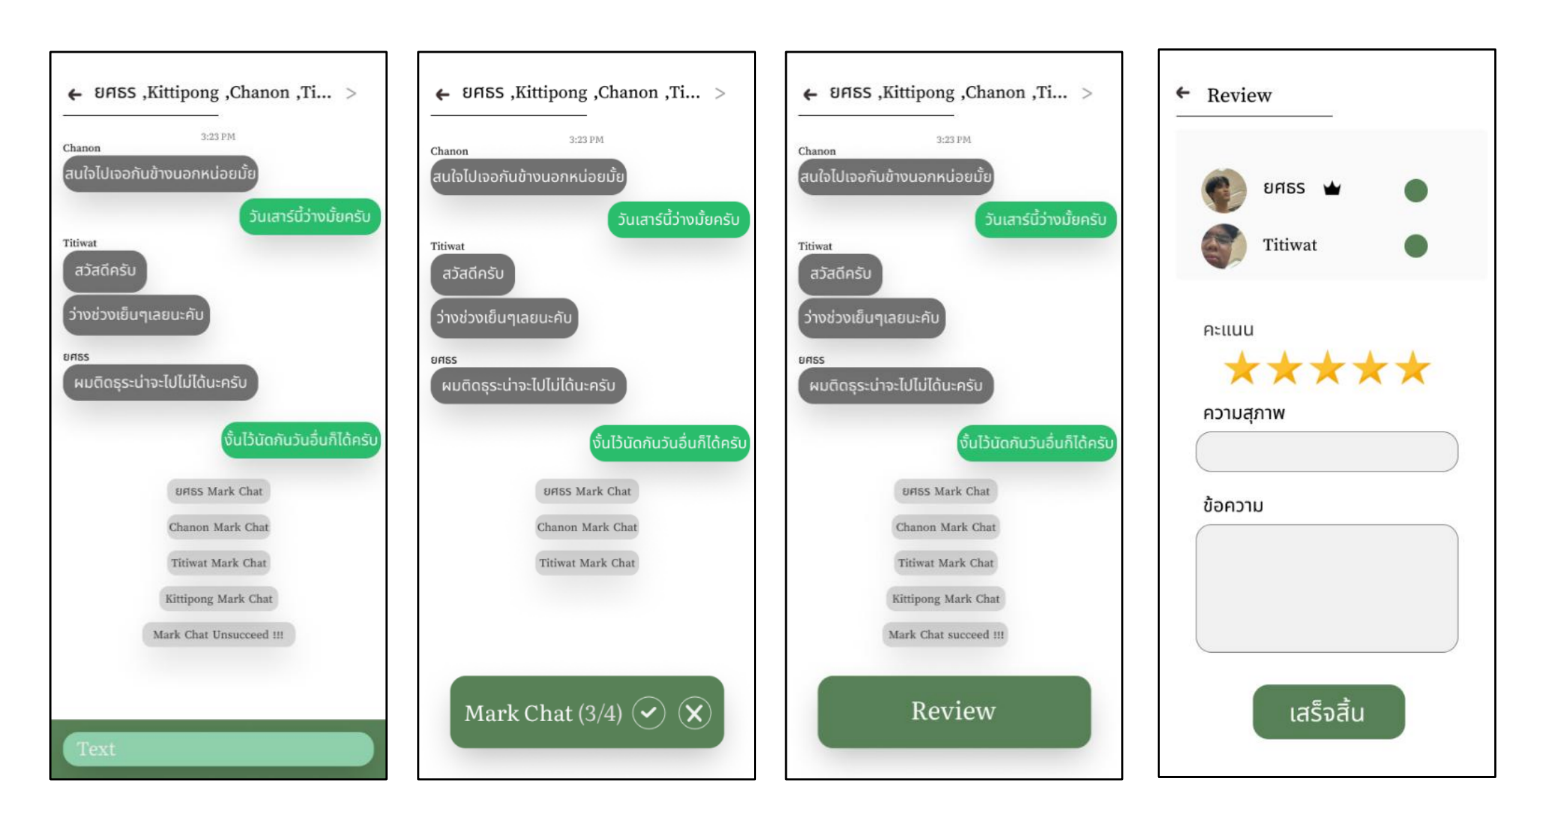 ยศธร ,Kittipong ,Chanon ,Ti... >
3:23 PM
Chanon
สนใจไปเจอกันข้างนอกหน่อยมั้ย
วันเสาร์นี้ว่างมั้ยครับ
Titiwat
สวัสดีครับ
ว่างช่วงเย็นๆเลยนะคับ
ยศธร
ผมติดธุระน่าจะไปไม่ได้นะครับ
งั้นไว้นัดกันวันอื่นก็ได้ครับ
ยศธร Mark Chat
Chanon Mark Chat
Titiwat Mark Chat
Kittipong Mark Chat
Mark Chat Unsucceed !!!
Text
ยศธร ,Kittipong ,Chanon ,Ti... >
3:23 PM
Chanon
สนใจไปเจอกันข้างนอกหน่อยมั้ย
วันเสาร์นี้ว่างมั้ยครับ
Titiwat
สวัสดีครับ
ว่างช่วงเย็นๆเลยนะคับ
ยศธร
ผมติดธุระน่าจะไปไม่ได้นะครับ
งั้นไว้นัดกันวันอื่นก็ได้ครับ
ยศธร Mark Chat
Chanon Mark Chat
Titiwat Mark Chat
Mark Chat (3/4)
ยศธร ,Kittipong ,Chanon ,Ti... >
3:23 PM
Chanon
สนใจไปเจอกันข้างนอกหน่อยมั้ย
วันเสาร์นี้ว่างมั้ยครับ
Titiwat
สวัสดีครับ
ว่างช่วงเย็นๆเลยนะคับ
ยศธร
ผมติดธุระน่าจะไปไม่ได้นะครับ
งั้นไว้นัดกันวันอื่นก็ได้ครับ
ยศธร Mark Chat
Chanon Mark Chat
Titiwat Mark Chat
Kittipong Mark Chat
Mark Chat succeed !!!
Review
Review
ยศธร
Titiwat
คะแนน
ความสุภาพ
ข้อความ
เสร็จสิ้น